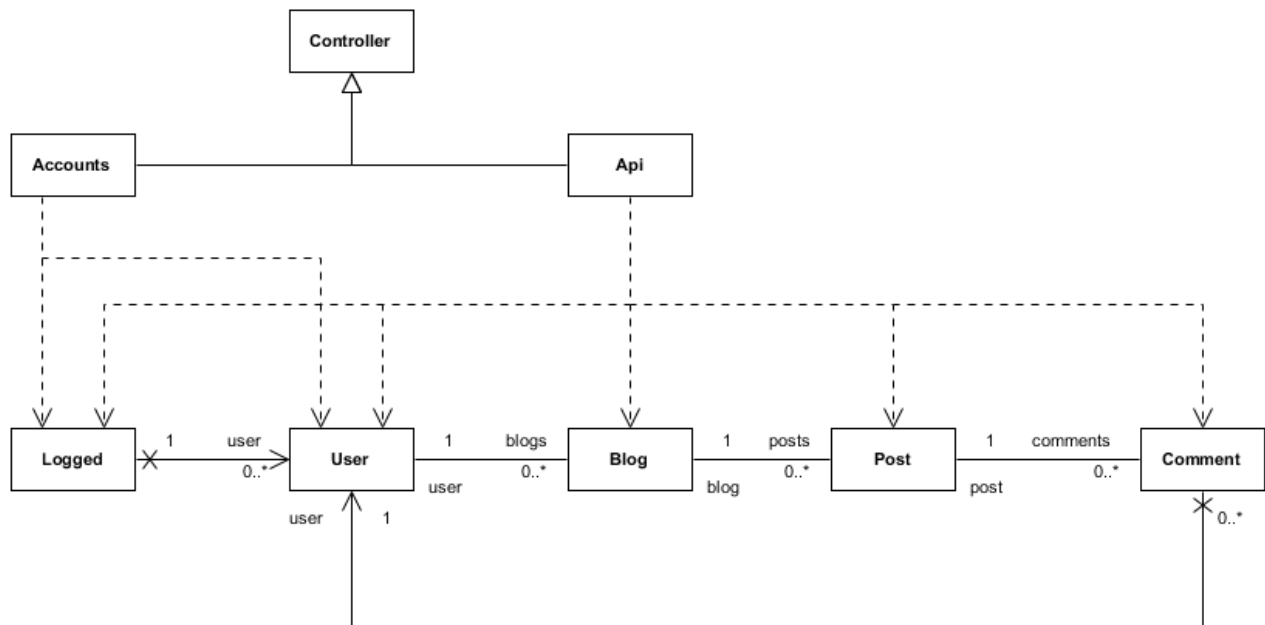 Controller
Accounts
Api
1 user
1 blogs
1 posts
1 comments
Logged
User
Blog
Post
Comment
0..*
0..*
0..*
0..*
user
blog
post
user 1
0..*